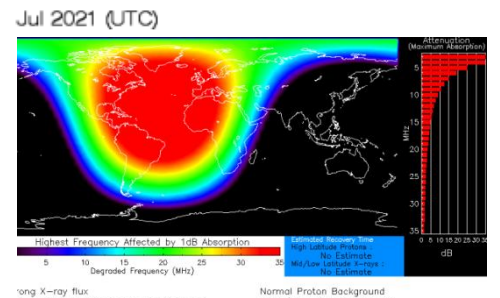 Jul 2021 (UTC)
Attenuation
(Maximum Absorption)
5
10
15
20
25
30
35
MHz
0 5 10 15 20 25 30 35
dB
Highest Frequency Affected by 1dB Absorption
5 10 15 20 25 30 35
Degraded Frequency (MHz)
Estimated Recovery Time
High Latitude Protons :
No Estimate
Mid/Low Latitude X-rays :
No Estimate
ong X-ray flux
Normal Proton Background